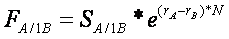 F_{A/1B} = S_{A/1B} * e^{(r_A - r_B)*N}